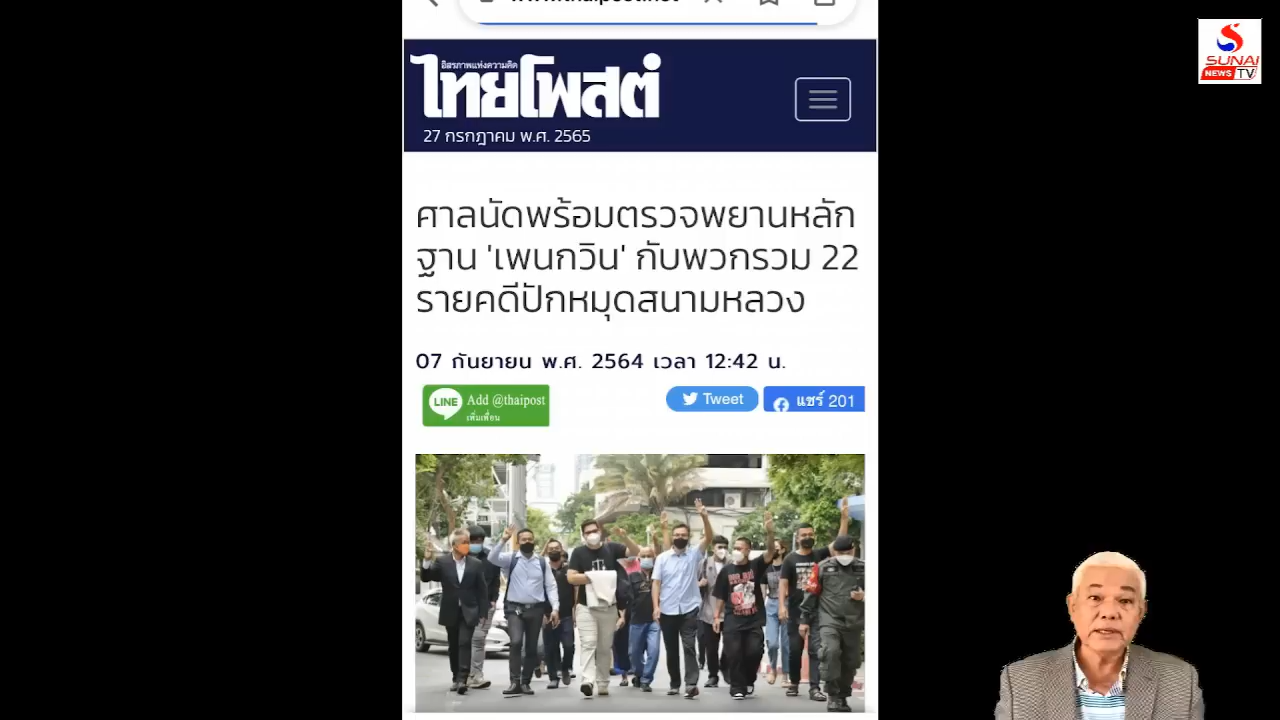 SUNAI
NEWS TV
อิสรภาพแห่งความคิด
ไทยโพสต์
27 กรกฎาคม พ.ศ. 2565
ศาลนัดพร้อมตรวจพยานหลัก
ฐาน 'เพนกวิน' กับพวกรวม 22
รายคดีปักหมุดสนามหลวง
07 กันยายน พ.ศ. 2564 เวลา 12:42 น.
LINE Add @thaipost
เพิ่มเพื่อน
Tweet
แชร์ 201